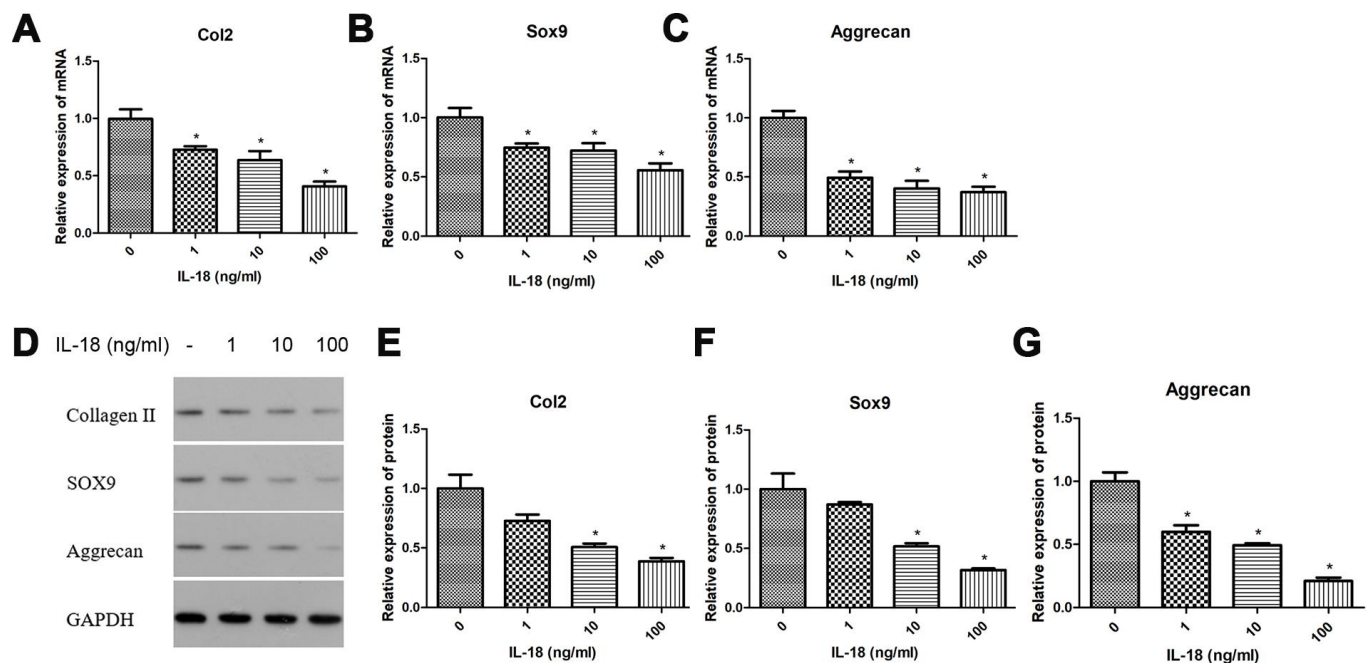 A
Col2
Relative expression of mRNA
1.5
1.0
0.5
0.0
*
*
*
0
1
10
100
IL-18 (ng/ml)
B
Sox9
Relative expression of mRNA
1.5
1.0
0.5
0.0
*
*
*
0
1
10
100
IL-18 (ng/ml)
C
Aggrecan
Relative expression of mRNA
1.5
1.0
0.5
0.0
*
*
*
0
1
10
100
IL-18 (ng/ml)
D
IL-18 (ng/ml) - 1 10 100
Collagen II
SOX9
Aggrecan
GAPDH
E
Col2
Relative expression of protein
1.5
1.0
0.5
0.0
*
*
0
1
10
100
IL-18 (ng/ml)
F
Sox9
Relative expression of protein
1.5
1.0
0.5
0.0
*
*
0
1
10
100
IL-18 (ng/ml)
G
Aggrecan
Relative expression of protein
1.5
1.0
0.5
0.0
*
*
*
0
1
10
100
IL-18 (ng/ml)